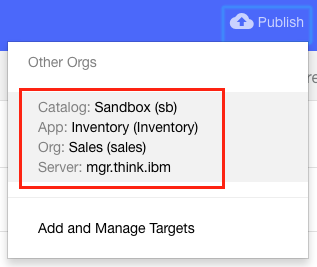 Publish
Other Orgs
Catalog: Sandbox (sb)
App: Inventory (Inventory)
Org: Sales (sales)
Server: mgr.think.ibm
Add and Manage Targets